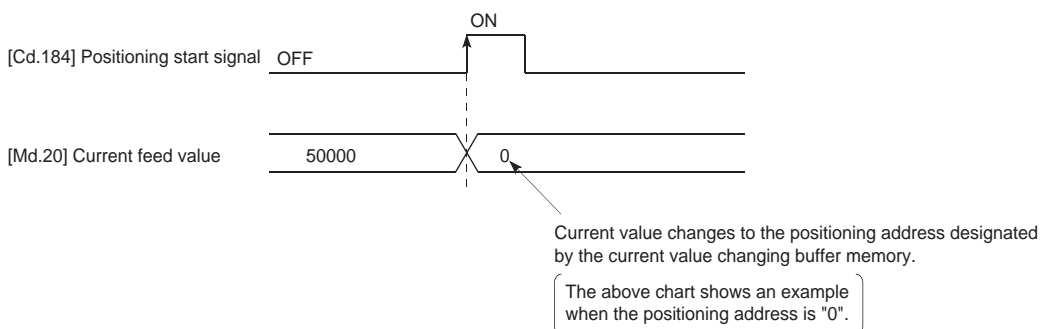 ON
[Cd.184] Positioning start signal OFF
[Md.20] Current feed value 50000 0
Current value changes to the positioning address designated
by the current value changing buffer memory.
The above chart shows an example
when the positioning address is "0".